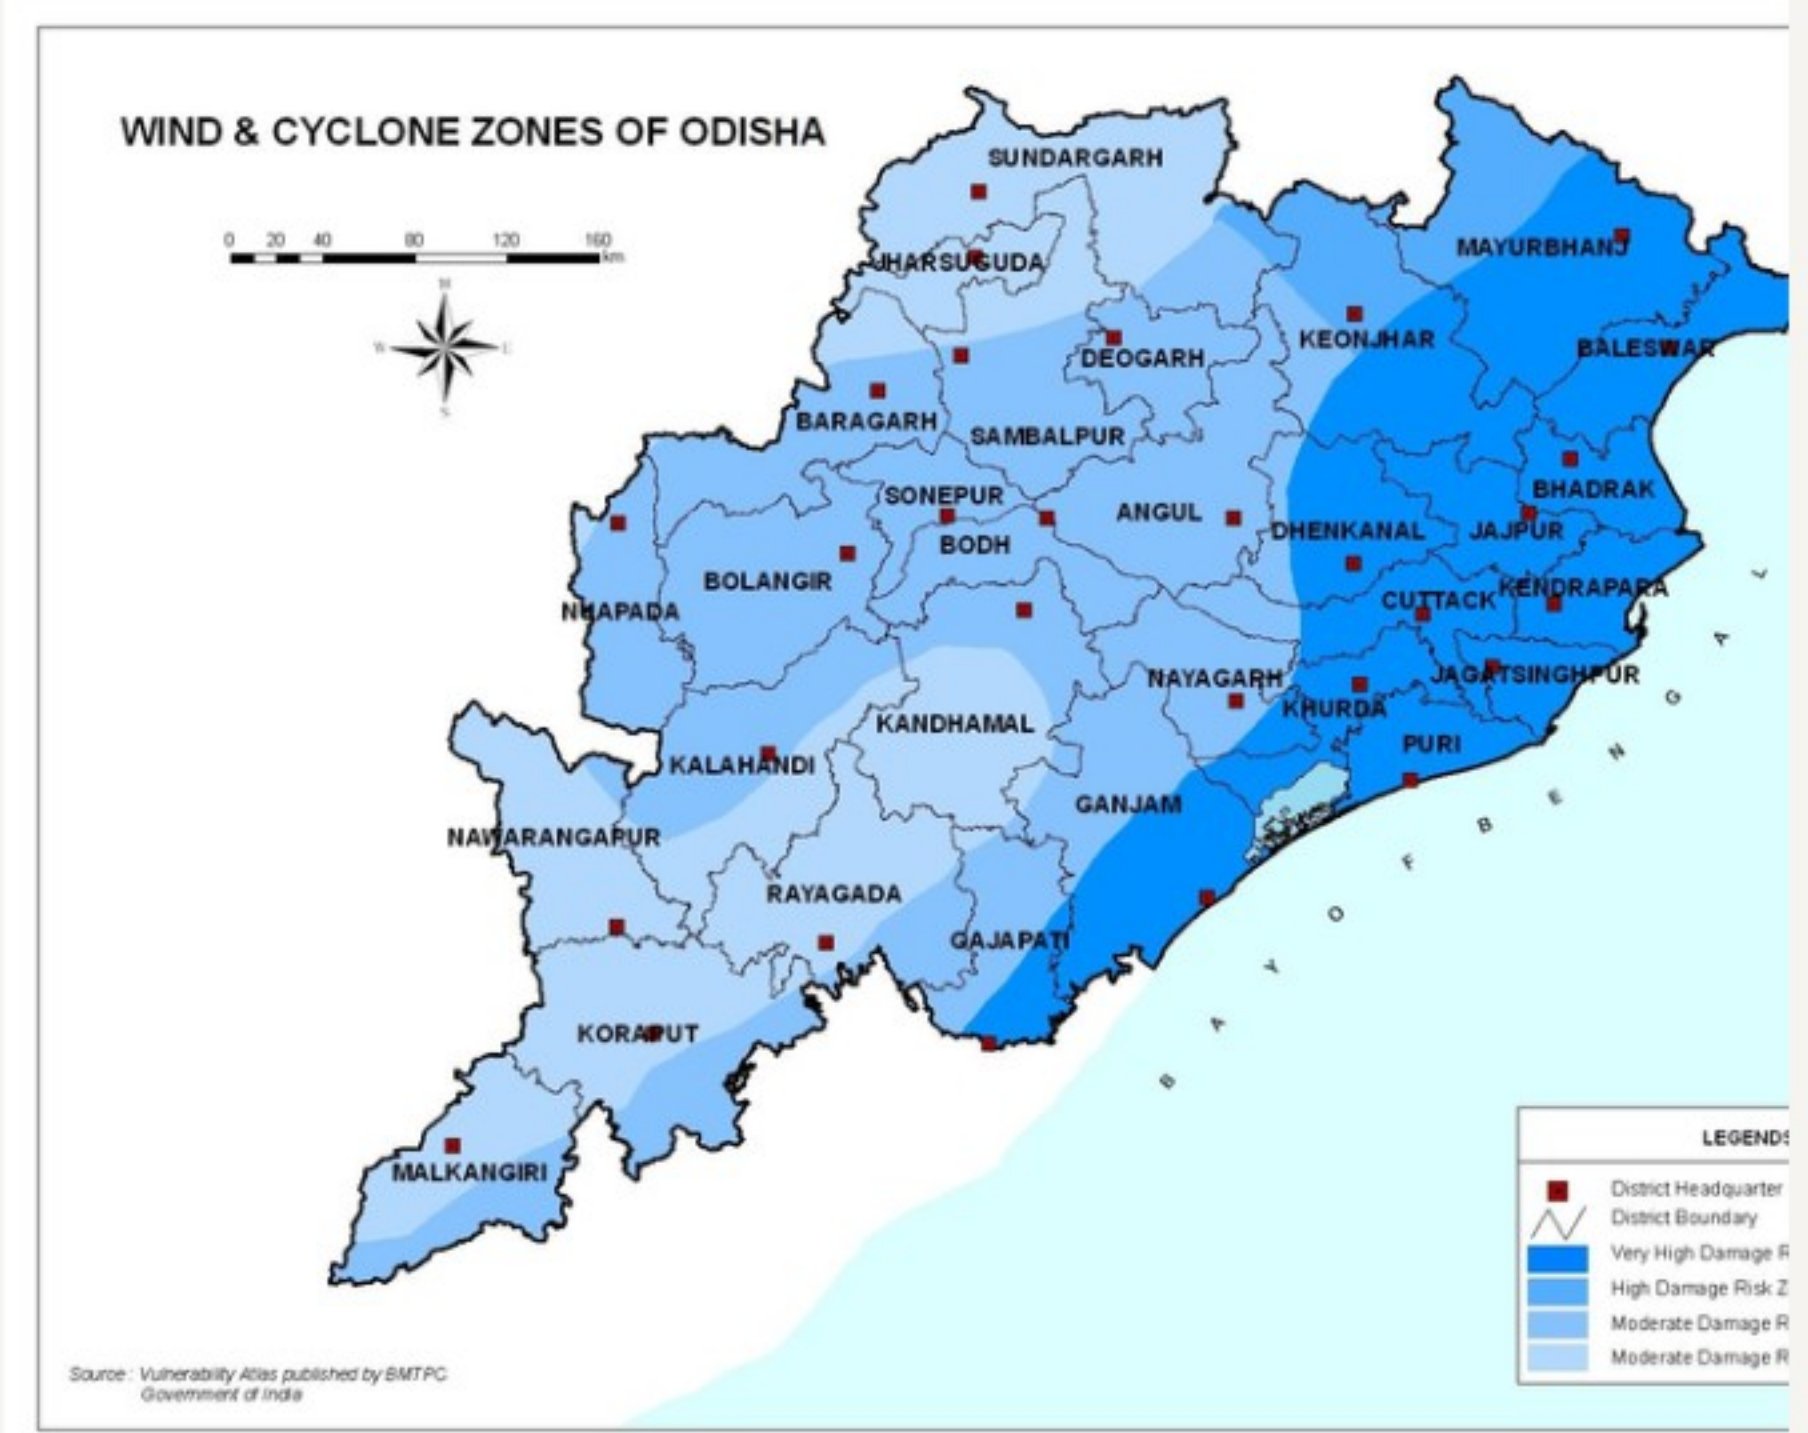 WIND & CYCLONE ZONES OF ODISHA
0 20 40 80 120 160
km
N
W E
S
SUNDARGARH
JHARSUGUDA
MAYURBHANJ
KEONJHAR
BALESWAR
DEOGARH
BARAGARH
SAMBALPUR
SONEPUR
BHADRAK
ANGUL
DHENKANAL
JAJPUR
BODH
BOLANGIR
KENDRAPARA
CUTTACK
NUAPADA
NAYAGARH
JAGATSINGHPUR
KHURDA
KANDHAMAL
PURI
KALAHANDI
GANJAM
NAWARANGAPUR
RAYAGADA
GAJAPATI
KORAPUT
MALKANGIRI
BAY OF BENGAL
LEGENDS
District Headquarter
District Boundary
Very High Damage R
High Damage Risk Z
Moderate Damage R
Moderate Damage R
Source : Vulnerability Atlas published by BMTPC
Government of India